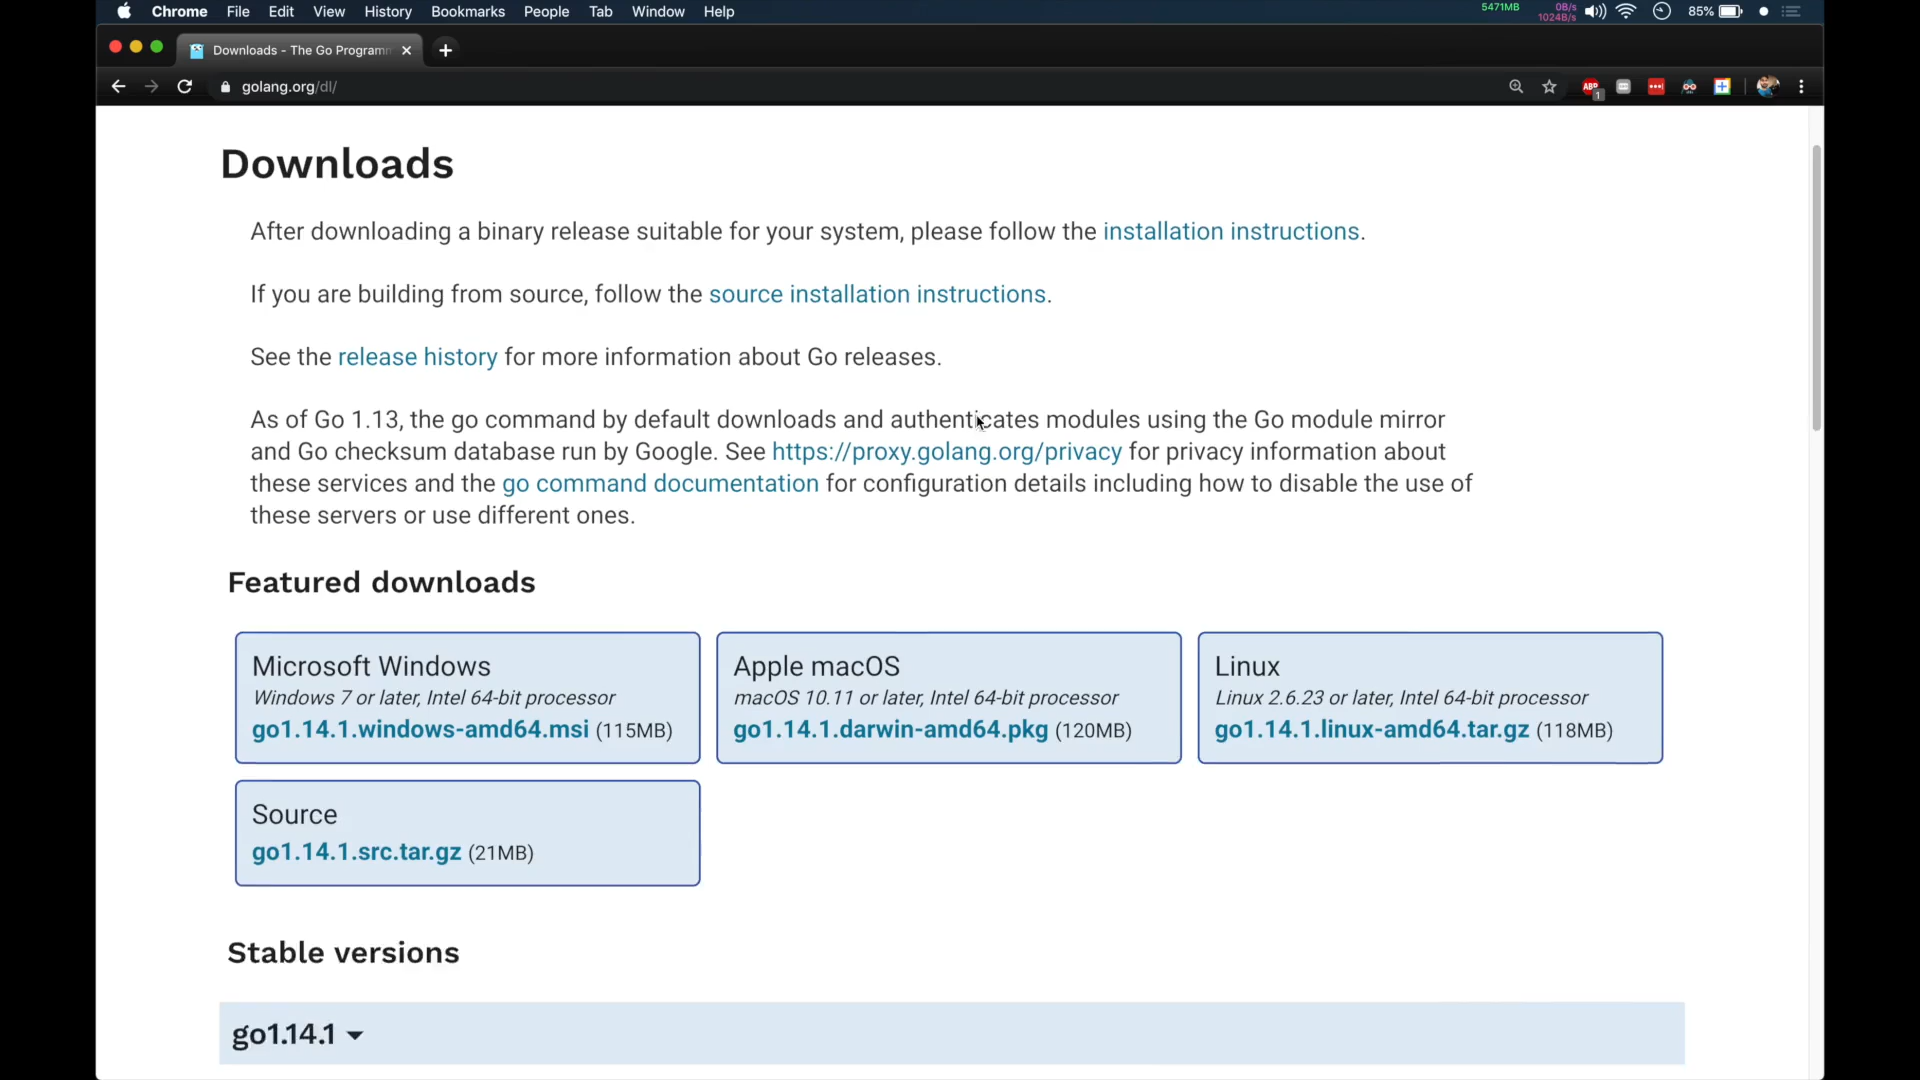 Chrome File Edit View History Bookmarks People Tab Window Help
5471MB
0B/s
1024B/s
85%
Downloads - The Go Programm
golang.org/dl/
ABP
1
Downloads
After downloading a binary release suitable for your system, please follow the installation instructions.
If you are building from source, follow the source installation instructions.
See the release history for more information about Go releases.
As of Go 1.13, the go command by default downloads and authenticates modules using the Go module mirror
and Go checksum database run by Google. See https://proxy.golang.org/privacy for privacy information about
these services and the go command documentation for configuration details including how to disable the use of
these servers or use different ones.
Featured downloads
Microsoft Windows
Windows 7 or later, Intel 64-bit processor
go1.14.1.windows-amd64.msi (115MB)
Apple macOS
macOS 10.11 or later, Intel 64-bit processor
go1.14.1.darwin-amd64.pkg (120MB)
Linux
Linux 2.6.23 or later, Intel 64-bit processor
go1.14.1.linux-amd64.tar.gz (118MB)
Source
go1.14.1.src.tar.gz (21MB)
Stable versions
go1.14.1